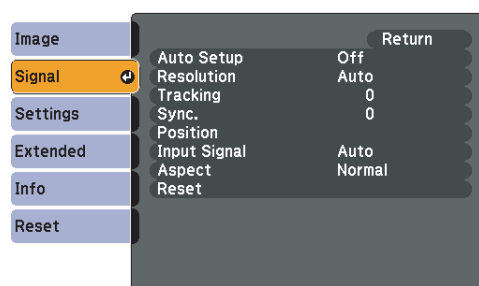 Image
Signal
Settings
Extended
Info
Reset
Return
Auto Setup Off
Resolution Auto
Tracking 0
Sync. 0
Position
Input Signal Auto
Aspect Normal
Reset